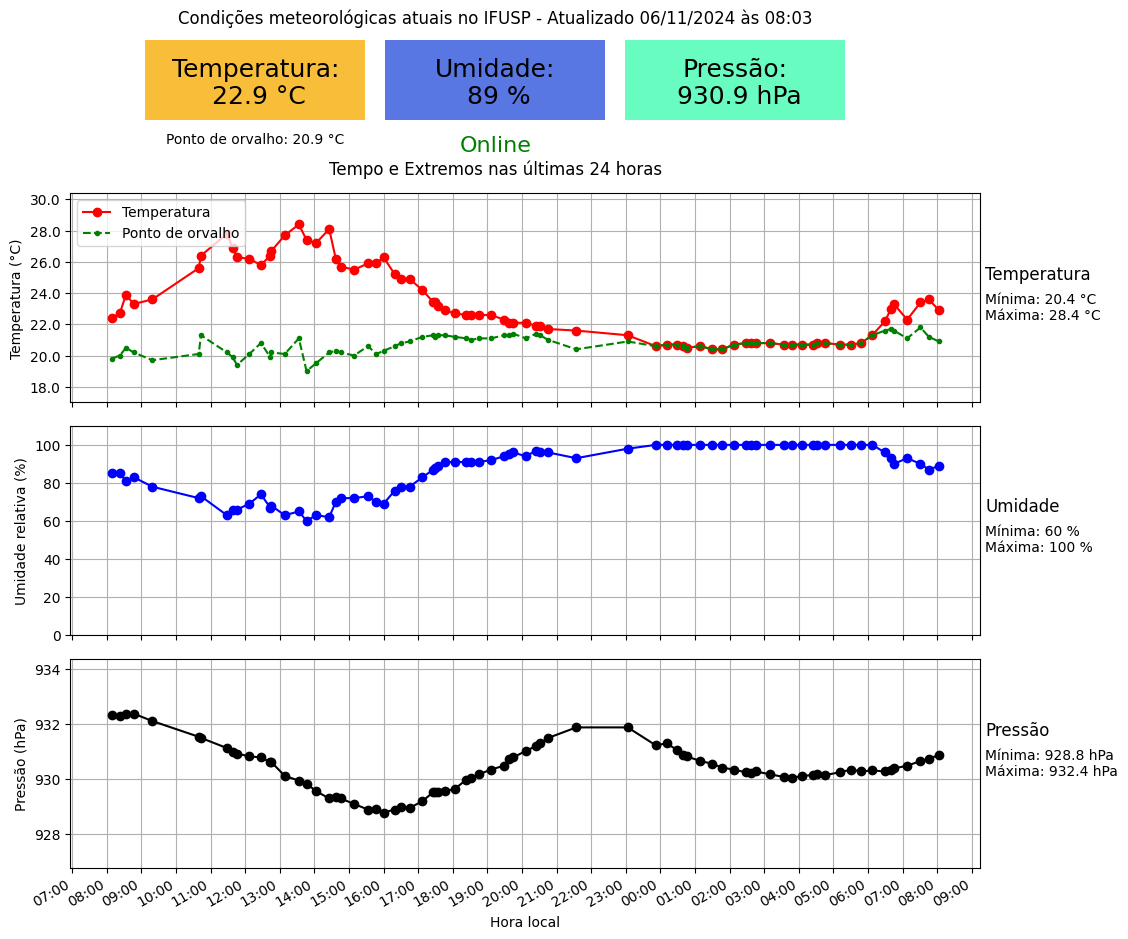 Condições meteorológicas atuais no IFUSP - Atualizado 06/11/2024 às 08:03
Temperatura:
22.9 °C
Umidade:
89 %
Pressão:
930.9 hPa
Ponto de orvalho: 20.9 °C
Online
Tempo e Extremos nas últimas 24 horas
Temperatura (°C)
30.0
28.0
26.0
24.0
22.0
20.0
18.0
Temperatura
Ponto de orvalho
Temperatura
Mínima: 20.4 °C
Máxima: 28.4 °C
Umidade relativa (%)
100
80
60
40
20
0
Umidade
Mínima: 60 %
Máxima: 100 %
Pressão (hPa)
934
932
930
928
Pressão
Mínima: 928.8 hPa
Máxima: 932.4 hPa
07:00 08:00 09:00 10:00 11:00 12:00 13:00 14:00 15:00 16:00 17:00 18:00 19:00 20:00 21:00 22:00 23:00 00:00 01:00 02:00 03:00 04:00 05:00 06:00 07:00 08:00 09:00
Hora local